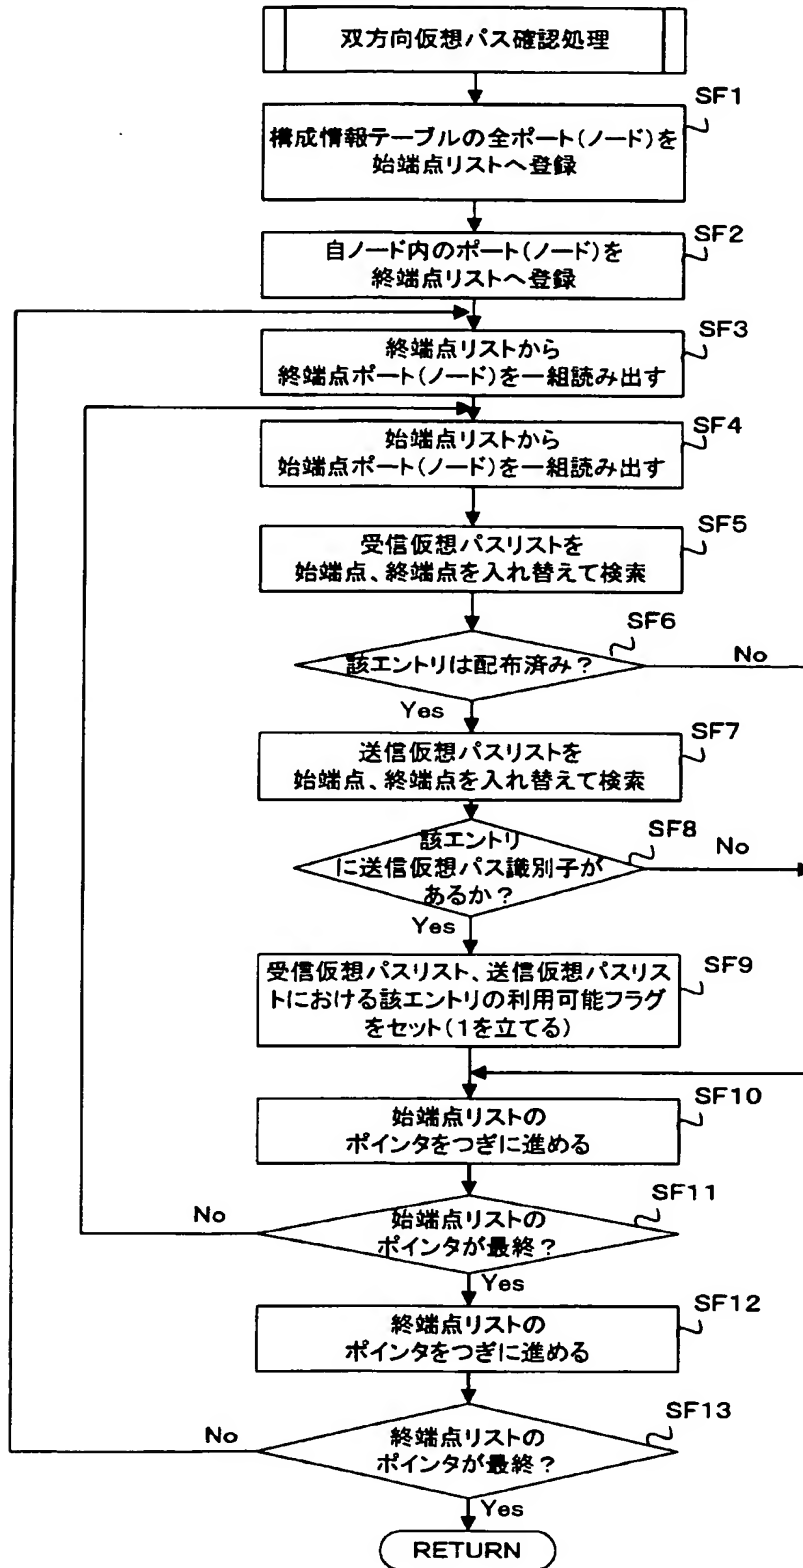 双方向仮想パス確認処理
SF1
構成情報テーブルの全ポート(ノード)を
始端点リストへ登録
SF2
自ノード内のポート(ノード)を
終端点リストへ登録
SF3
終端点リストから
終端点ポート(ノード)を一組読み出す
SF4
始端点リストから
始端点ポート(ノード)を一組読み出す
SF5
受信仮想パスリストを
始端点、終端点を入れ替えて検索
SF6
該エントリは配布済み?
No
Yes
SF7
送信仮想パスリストを
始端点、終端点を入れ替えて検索
SF8
該エントリ
に送信仮想パス識別子が
あるか?
No
Yes
SF9
受信仮想パスリスト、送信仮想パスリス
トにおける該エントリの利用可能フラグ
をセット(1を立てる)
SF10
始端点リストの
ポインタをつぎに進める
SF11
始端点リストの
ポインタが最終?
No
Yes
SF12
終端点リストの
ポインタをつぎに進める
SF13
終端点リストの
ポインタが最終?
No
Yes
RETURN